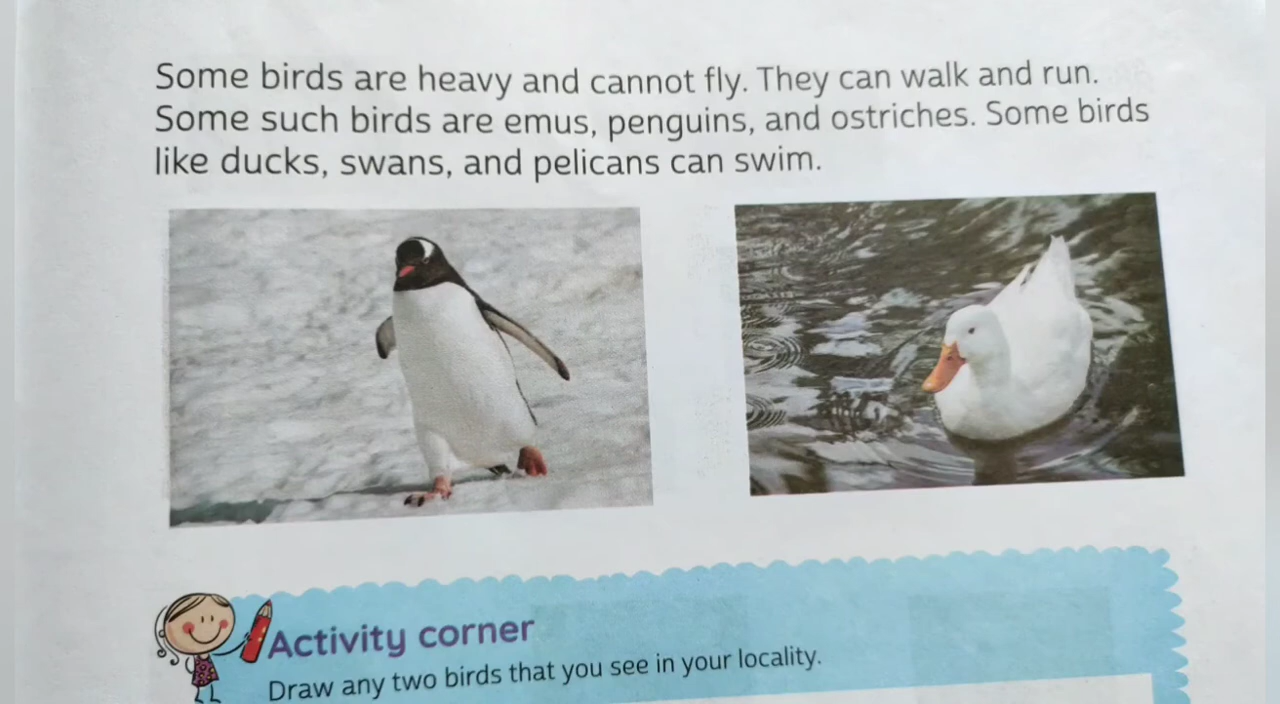 Some birds are heavy and cannot fly. They can walk and run.
Some such birds are emus, penguins, and ostriches. Some birds
like ducks, swans, and pelicans can swim.
Activity corner
Draw any two birds that you see in your locality.